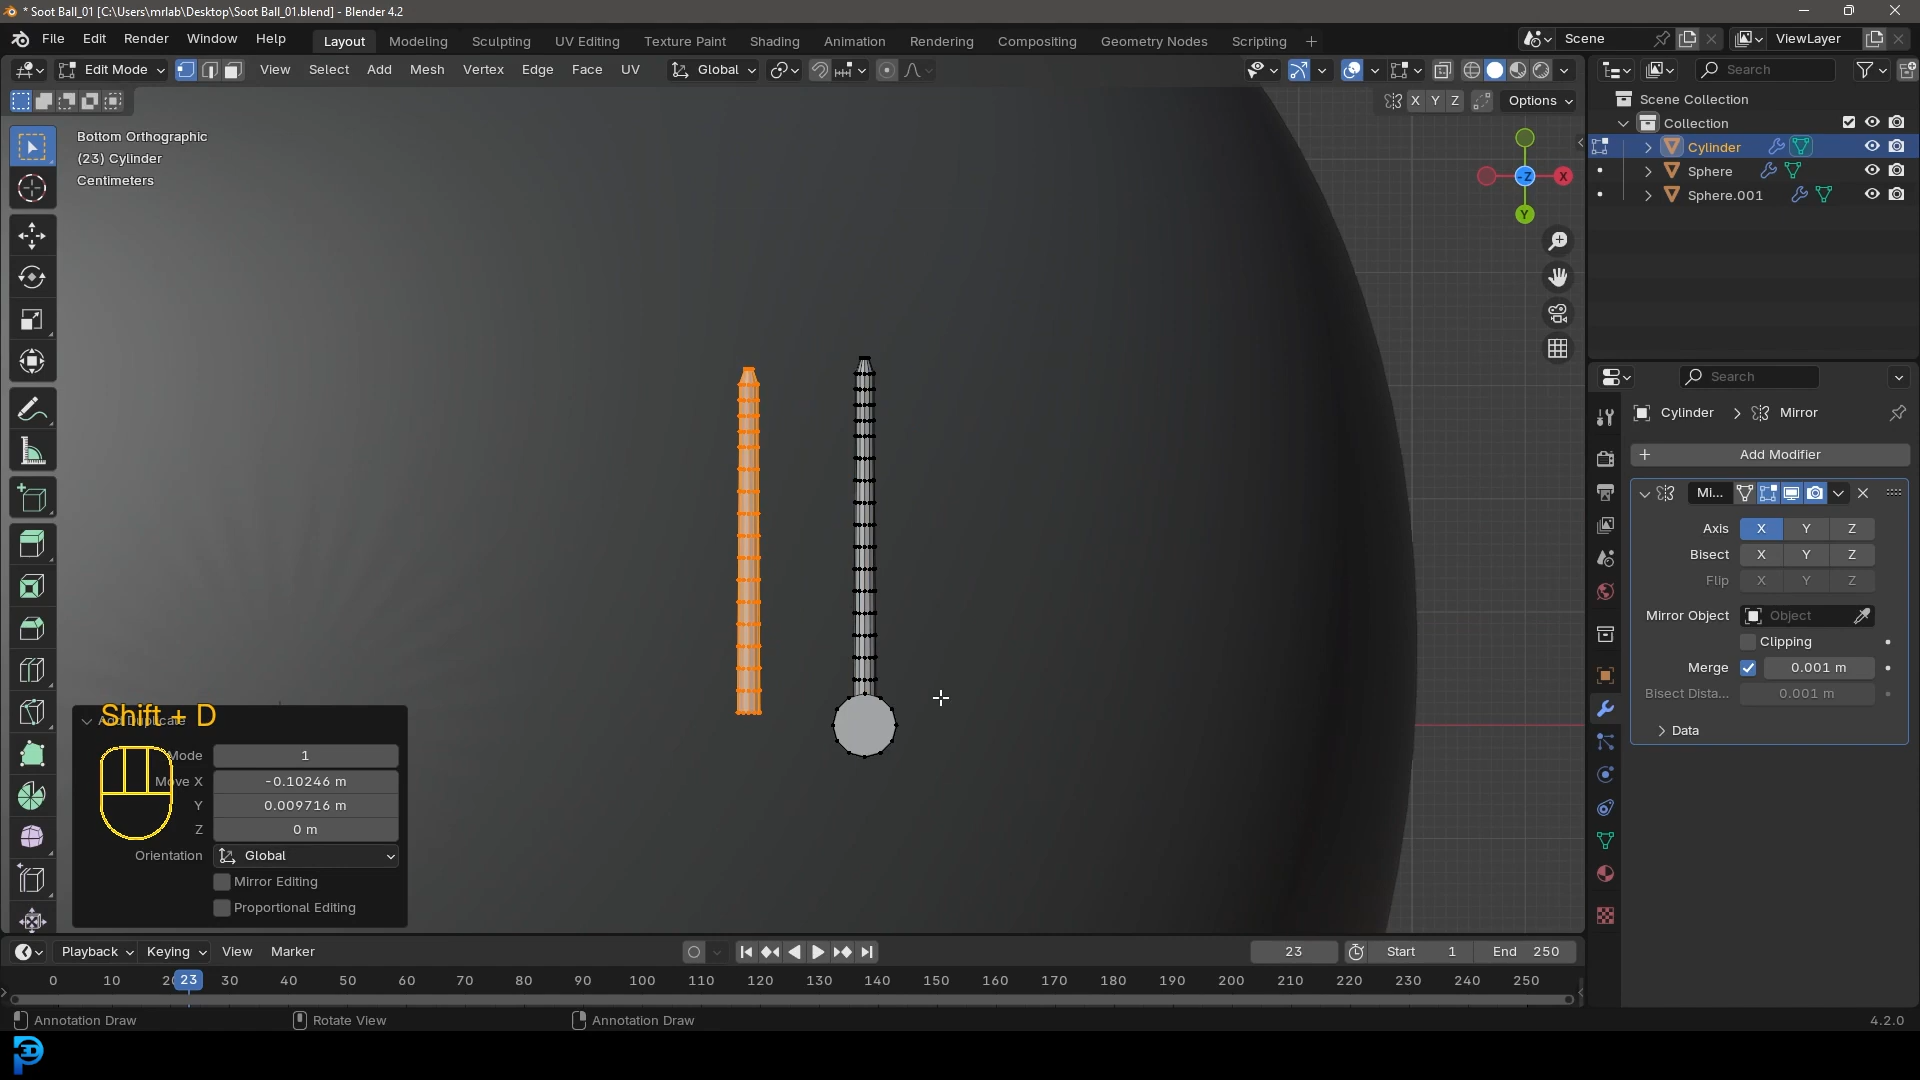 * Soot Ball_01 [C:\Users\mrlab\Desktop\Soot Ball_01.blend] - Blender 4.2
File Edit Render Window Help
Layout Modeling Sculpting UV Editing Texture Paint Shading Animation Rendering Compositing Geometry Nodes Scripting +
Scene
ViewLayer
Edit Mode View Select Add Mesh Vertex Edge Face UV Global
Search
X Y Z Options
Bottom Orthographic
(23) Cylinder
Centimeters
-Z X
Y
Scene Collection
Collection
Cylinder
Sphere
Sphere.001
Search
Cylinder > Mirror
+ Add Modifier
Mi...
Axis X Y Z
Bisect X Y Z
Flip X Y Z
Mirror Object Object
Clipping
Merge 0.001 m
Bisect Dista... 0.001 m
Data
Shift + D
Mode 1
Move X -0.10246 m
Y 0.009716 m
Z 0 m
Orientation Global
Mirror Editing
Proportional Editing
Playback Keying View Marker
23 Start 1 End 250
0 10 20 23 30 40 50 60 70 80 90 100 110 120 130 140 150 160 170 180 190 200 210 220 230 240 250
Annotation Draw Rotate View Annotation Draw 4.2.0